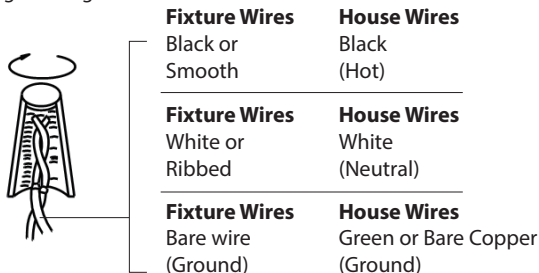 Fixture Wires House Wires
Black or Black
Smooth (Hot)
Fixture Wires House Wires
White or White
Ribbed (Neutral)
Fixture Wires House Wires
Bare wire Green or Bare Copper
(Ground) (Ground)